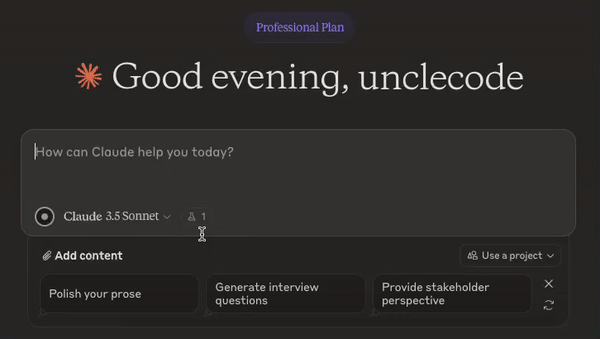 Professional Plan
Good evening, unclecode
How can Claude help you today?
Claude 3.5 Sonnet 1
Add content Use a project
Polish your prose
Generate interview
questions
Provide stakeholder
perspective